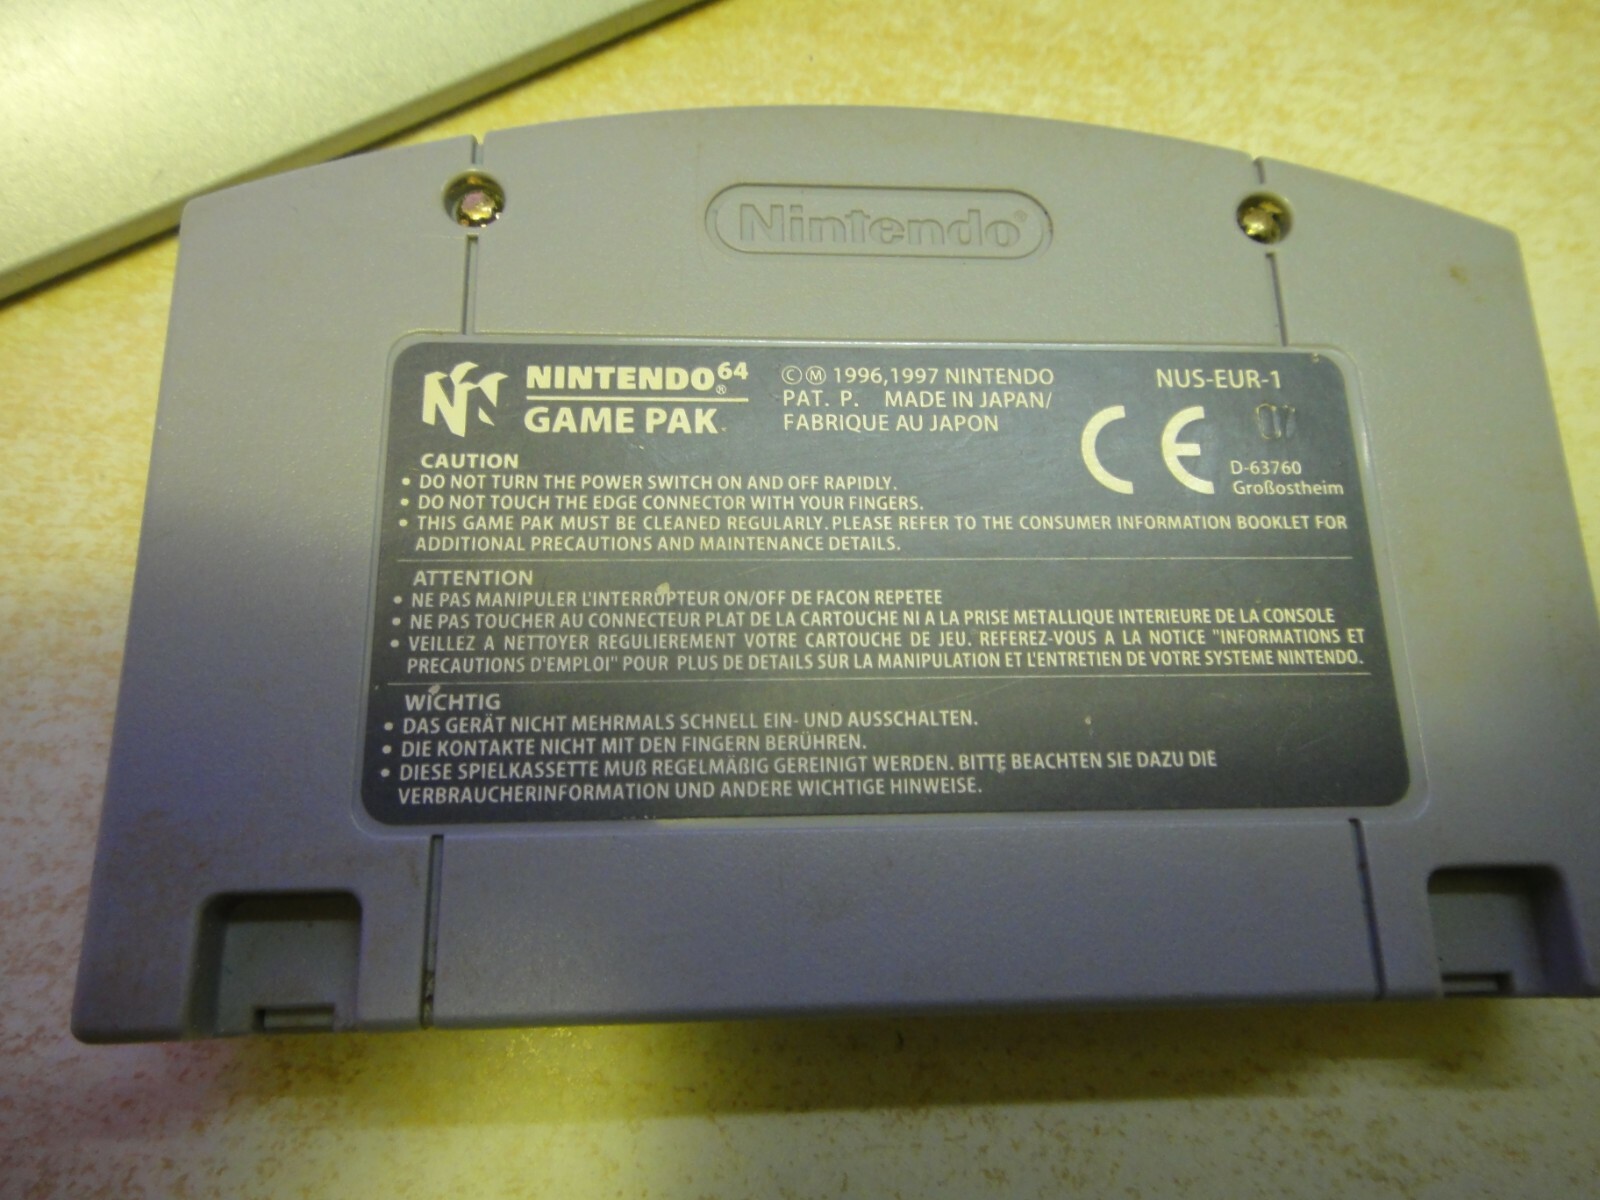 Nintendo®
NINTENDO⁶⁴®
GAME PAK
©Ⓜ 1996,1997 NINTENDO
PAT. P. MADE IN JAPAN/
FABRIQUE AU JAPON
NUS-EUR-1
CE
07
D-63760
Großostheim
CAUTION
• DO NOT TURN THE POWER SWITCH ON AND OFF RAPIDLY.
• DO NOT TOUCH THE EDGE CONNECTOR WITH YOUR FINGERS.
• THIS GAME PAK MUST BE CLEANED REGULARLY. PLEASE REFER TO THE CONSUMER INFORMATION BOOKLET FOR
ADDITIONAL PRECAUTIONS AND MAINTENANCE DETAILS.
ATTENTION
• NE PAS MANIPULER L'INTERRUPTEUR ON/OFF DE FACON REPETEE
• NE PAS TOUCHER AU CONNECTEUR PLAT DE LA CARTOUCHE NI A LA PRISE METALLIQUE INTERIEURE DE LA CONSOLE
• VEILLEZ A NETTOYER REGULIEREMENT VOTRE CARTOUCHE DE JEU. REFEREZ-VOUS A LA NOTICE "INFORMATIONS ET
PRECAUTIONS D'EMPLOI" POUR PLUS DE DETAILS SUR LA MANIPULATION ET L'ENTRETIEN DE VOTRE SYSTEME NINTENDO.
WICHTIG
• DAS GERÄT NICHT MEHRMALS SCHNELL EIN- UND AUSSCHALTEN.
• DIE KONTAKTE NICHT MIT DEN FINGERN BERÜHREN.
• DIESE SPIELKASSETTE MUß REGELMÄßIG GEREINIGT WERDEN. BITTE BEACHTEN SIE DAZU DIE
VERBRAUCHERINFORMATION UND ANDERE WICHTIGE HINWEISE.